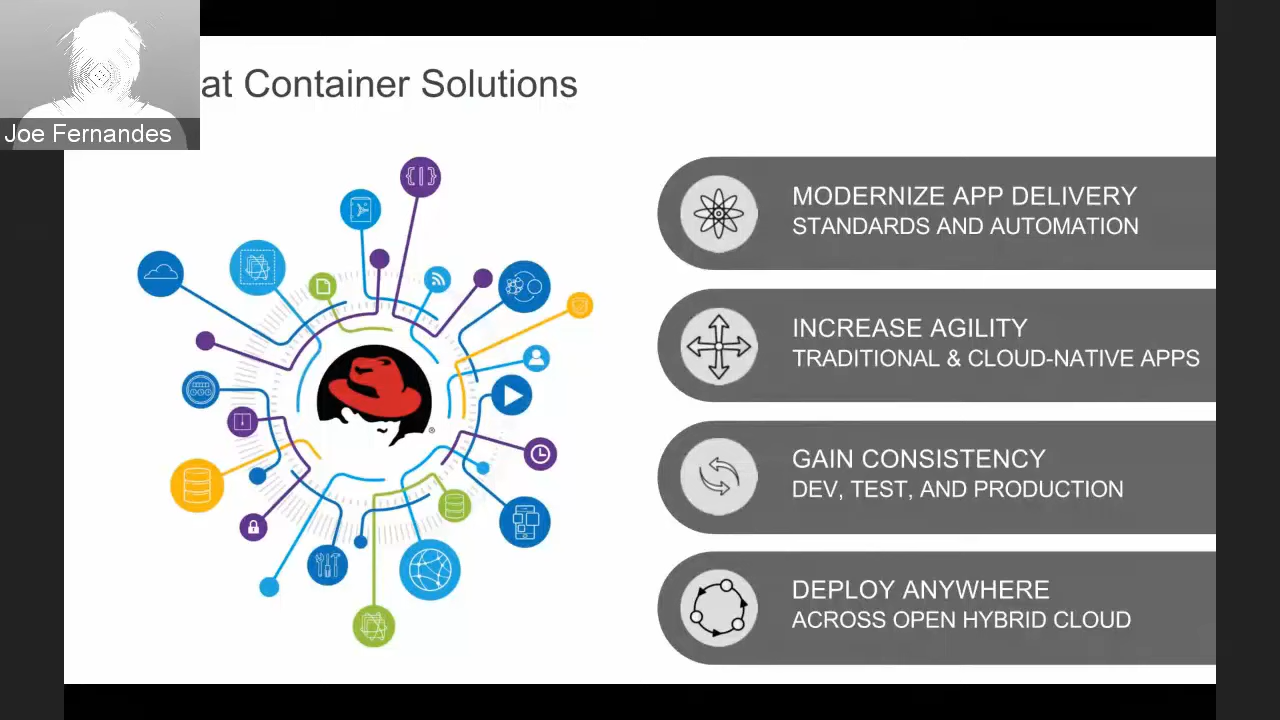 at Container Solutions
Joe Fernandes
MODERNIZE APP DELIVERY
STANDARDS AND AUTOMATION
INCREASE AGILITY
TRADITIONAL & CLOUD-NATIVE APPS
GAIN CONSISTENCY
DEV, TEST, AND PRODUCTION
DEPLOY ANYWHERE
ACROSS OPEN HYBRID CLOUD